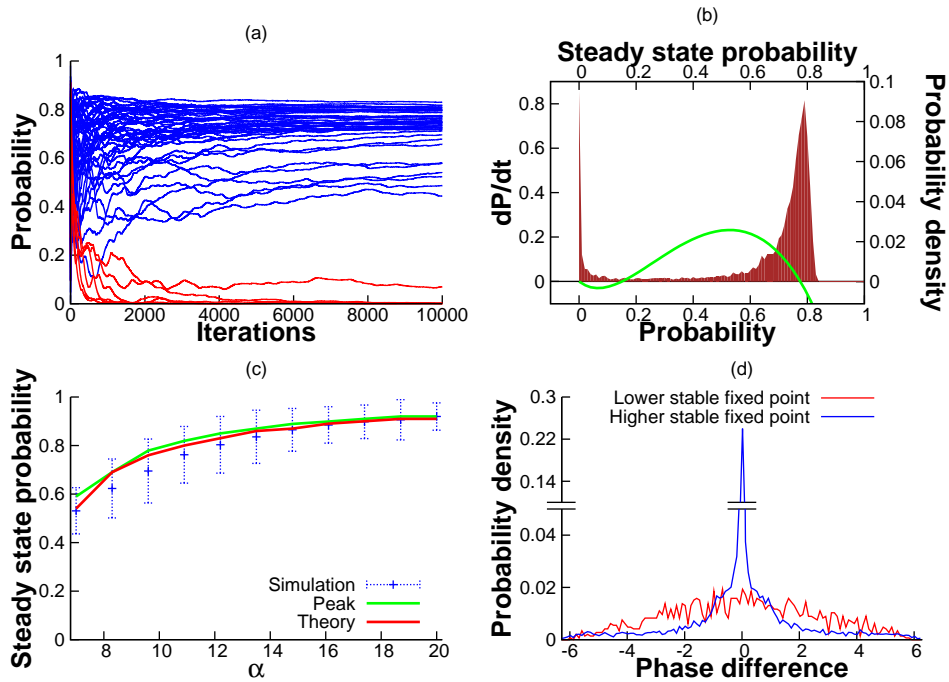 (a)
Probability
1
0.8
0.6
0.4
0.2
0
0 2000 4000 6000 8000 10000
Iterations
(b)
Steady state probability
0 0.2 0.4 0.6 0.8 1
dP/dt
0.8
0.6
0.4
0.2
0
0.1
0.08
0.06
0.04
0.02
0
Probability density
0 0.2 0.4 0.6 0.8 1
Probability
(c)
Steady state probability
1
0.8
0.6
0.4
0.2
0
Simulation
Peak
Theory
8 10 12 14 16 18 20
α
(d)
Lower stable fixed point
Higher stable fixed point
Probability density
0.3
0.24
0.14
0.04
0.02
0
-6 -4 -2 0 2 4 6
Phase difference